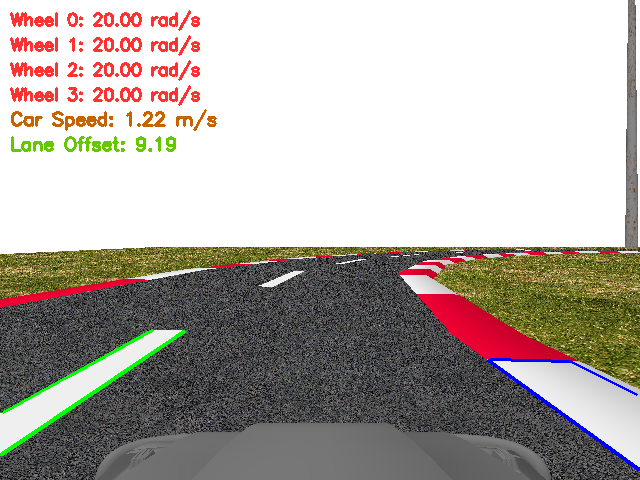 Wheel 0: 20.00 rad/s
Wheel 1: 20.00 rad/s
Wheel 2: 20.00 rad/s
Wheel 3: 20.00 rad/s
Car Speed: 1.22 m/s
Lane Offset: 9.19